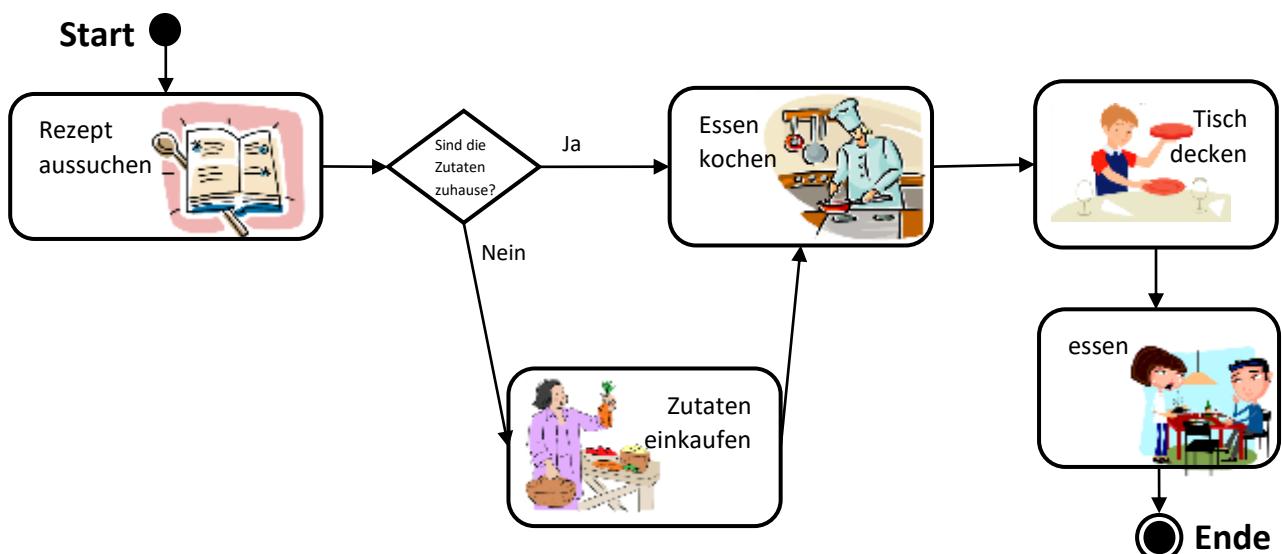 Start
Rezept
aussuchen
Sind die
Zutaten
zuhause?
Ja
Nein
Zutaten
einkaufen
Essen
kochen
Tisch
decken
essen
Ende